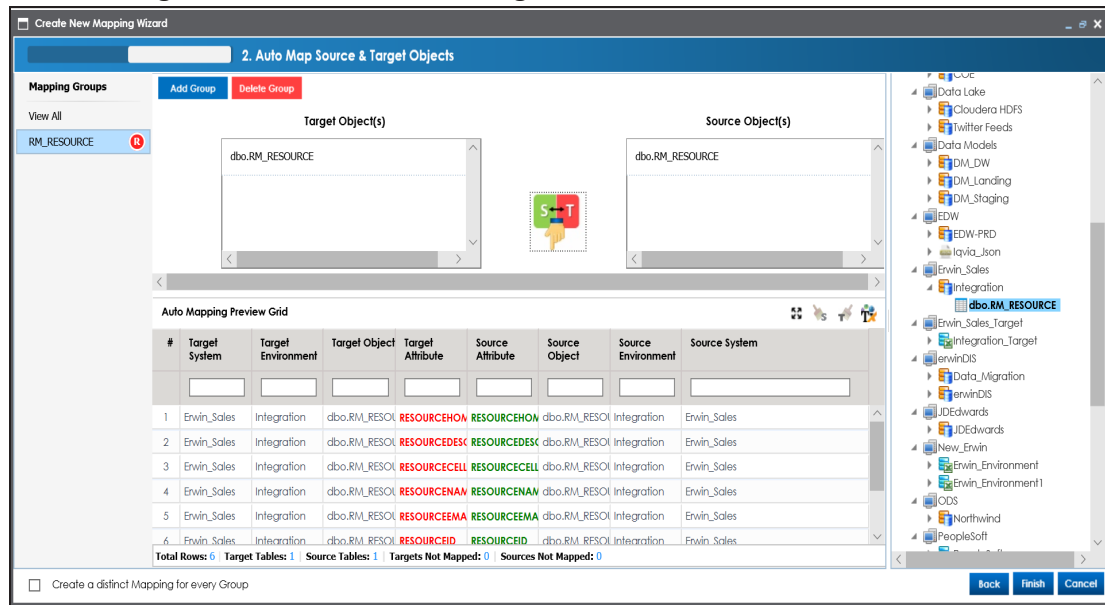 Create New Mapping Wizard
2. Auto Map Source & Target Objects
Mapping Groups
View All
RM_RESOURCE R
Add Group Delete Group
Target Object(s) Source Object(s)
dbo.RM_RESOURCE dbo.RM_RESOURCE
S T
Auto Mapping Preview Grid
# Target System Target Environment Target Object Target Attribute Source Attribute Source Object Source Environment Source System
1 Erwin_Sales Integration dbo.RM_RESOU RESOURCEHOM RESOURCEHOM dbo.RM_RESOU Integration Erwin_Sales
2 Erwin_Sales Integration dbo.RM_RESOU RESOURCEDESC RESOURCEDESC dbo.RM_RESOU Integration Erwin_Sales
3 Erwin_Sales Integration dbo.RM_RESOU RESOURCECELL RESOURCECELL dbo.RM_RESOU Integration Erwin_Sales
4 Erwin_Sales Integration dbo.RM_RESOU RESOURCENAM RESOURCENAM dbo.RM_RESOU Integration Erwin_Sales
5 Erwin_Sales Integration dbo.RM_RESOU RESOURCEEMA RESOURCEEMA dbo.RM_RESOU Integration Erwin_Sales
6 Erwin_Sales Integration dbo.RM_RESOU RESOURCEID RESOURCEID dbo.RM_RESOU Integration Erwin_Sales
Total Rows: 6 Target Tables: 1 Source Tables: 1 Targets Not Mapped: 0 Sources Not Mapped: 0
COE
Data Lake
Cloudera HDFS
Twitter Feeds
Data Models
DM_DW
DM_Landing
DM_Staging
EDW
EDW-PRD
Iqvia_Json
Erwin_Sales
Integration
dbo.RM_RESOURCE
Erwin_Sales_Target
Integration_Target
erwinDIS
Data_Migration
erwinDIS
JDEdwards
JDEdwards
New_Erwin
Erwin_Environment
Erwin_Environment1
ODS
Northwind
PeopleSoft
Create a distinct Mapping for every Group
Back Finish Cancel